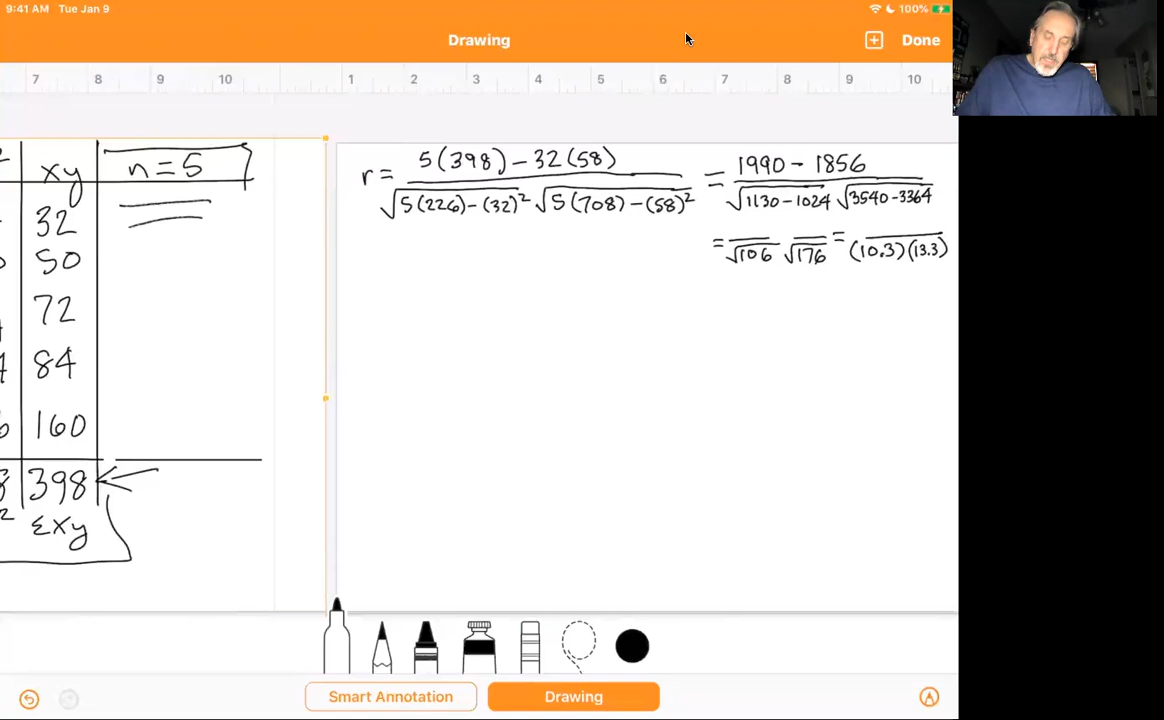 9:41 AM Tue Jan 9
100%
Drawing
Done
7 8 9 10 1 2 3 4 5 6 7 8 9 10
xy n = 5
32
50
72
84
160
398
Σxy
r = 5(398) - 32(58) / √5(226) - (32)² √5(708) - (58)² = 1990 - 1856 / √1130 - 1024 √3540 - 3364
= √106 √176 = (10.3)(13.3)
Smart Annotation
Drawing